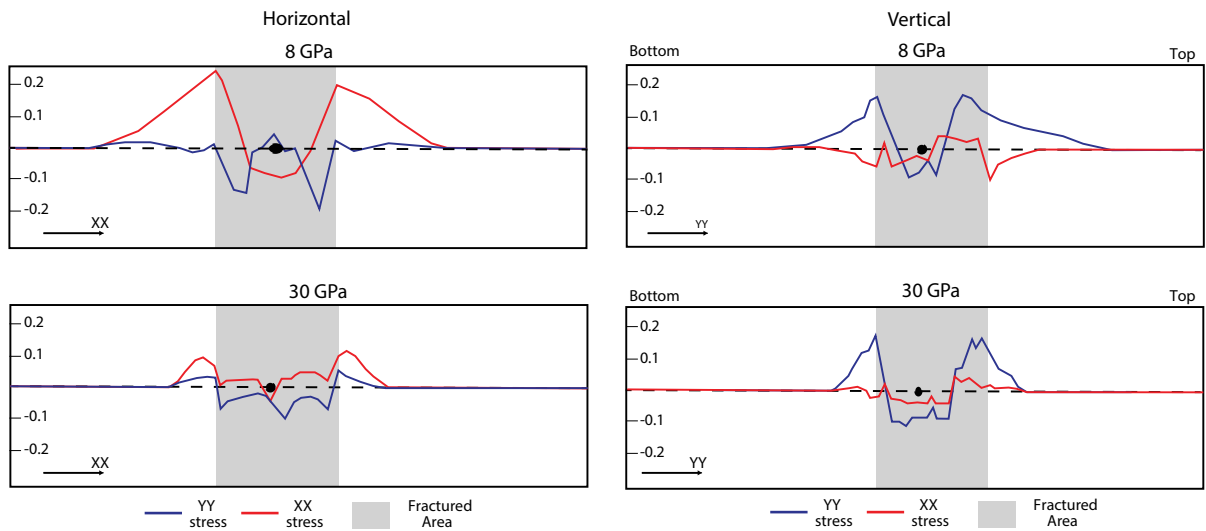 Horizontal
8 GPa
0.2
0.1
-0.1
-0.2
XX
30 GPa
0.2
0.1
-0.1
-0.2
XX
YY stress
XX stress
Fractured Area
Vertical
8 GPa
Bottom
Top
0.2
0.1
-0.1
-0.2
YY
30 GPa
Bottom
Top
0.2
0.1
-0.1
-0.2
YY
YY stress
XX stress
Fractured Area